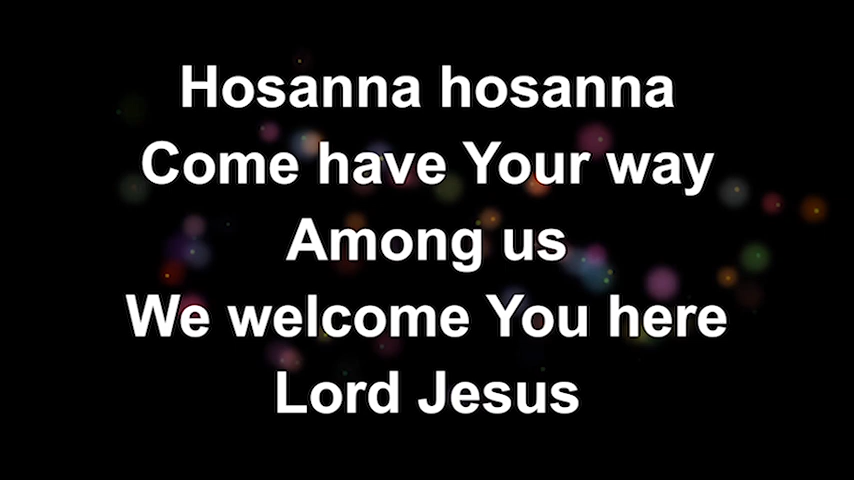 Hosanna hosanna
Come have Your way
Among us
We welcome You here
Lord Jesus